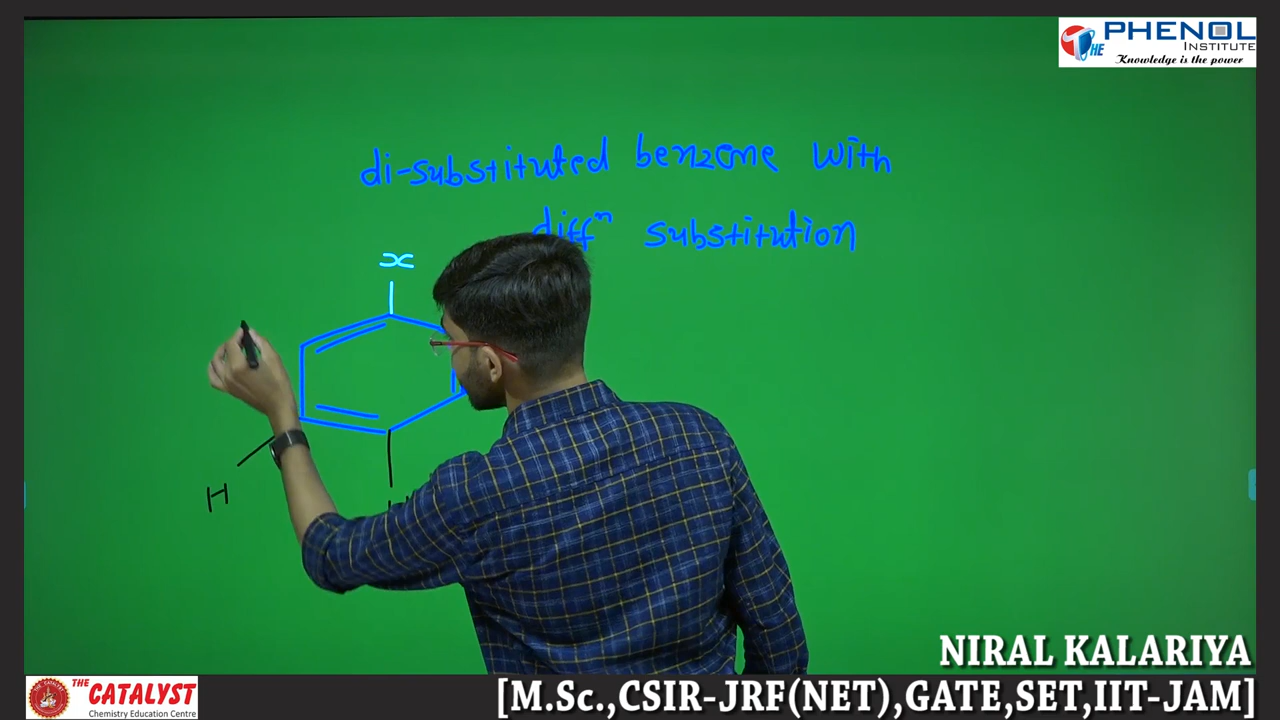 THE PHENOL
INSTITUTE
Knowledge is the power
di-substituted benzene with
diffⁿ substitution
x
H
NIRAL KALARIYA
[M.Sc.,CSIR-JRF(NET),GATE,SET,IIT-JAM]
THE CATALYST
Chemistry Education Centre